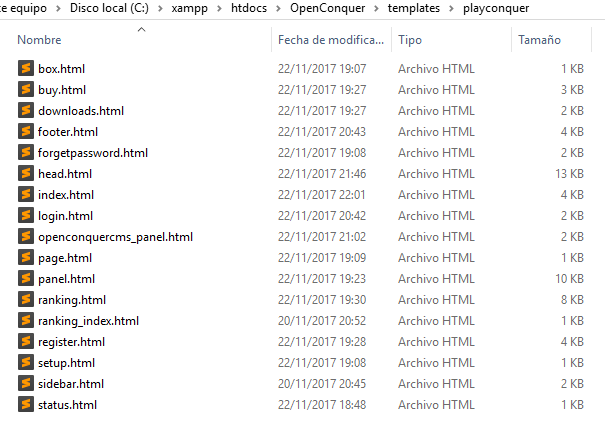 te equipo > Disco local (C:) > xampp > htdocs > OpenConquer > templates > playconquer
Nombre Fecha de modifica... Tipo Tamaño
box.html 22/11/2017 19:07 Archivo HTML 1 KB
buy.html 22/11/2017 19:27 Archivo HTML 3 KB
downloads.html 22/11/2017 19:27 Archivo HTML 2 KB
footer.html 22/11/2017 20:43 Archivo HTML 4 KB
forgetpassword.html 22/11/2017 19:08 Archivo HTML 2 KB
head.html 22/11/2017 21:46 Archivo HTML 13 KB
index.html 22/11/2017 22:01 Archivo HTML 4 KB
login.html 22/11/2017 20:42 Archivo HTML 2 KB
openconquercms_panel.html 22/11/2017 21:02 Archivo HTML 2 KB
page.html 22/11/2017 19:09 Archivo HTML 1 KB
panel.html 22/11/2017 19:23 Archivo HTML 10 KB
ranking.html 22/11/2017 19:30 Archivo HTML 8 KB
ranking_index.html 20/11/2017 20:52 Archivo HTML 1 KB
register.html 22/11/2017 19:28 Archivo HTML 4 KB
setup.html 22/11/2017 19:08 Archivo HTML 1 KB
sidebar.html 20/11/2017 20:45 Archivo HTML 2 KB
status.html 22/11/2017 18:48 Archivo HTML 1 KB